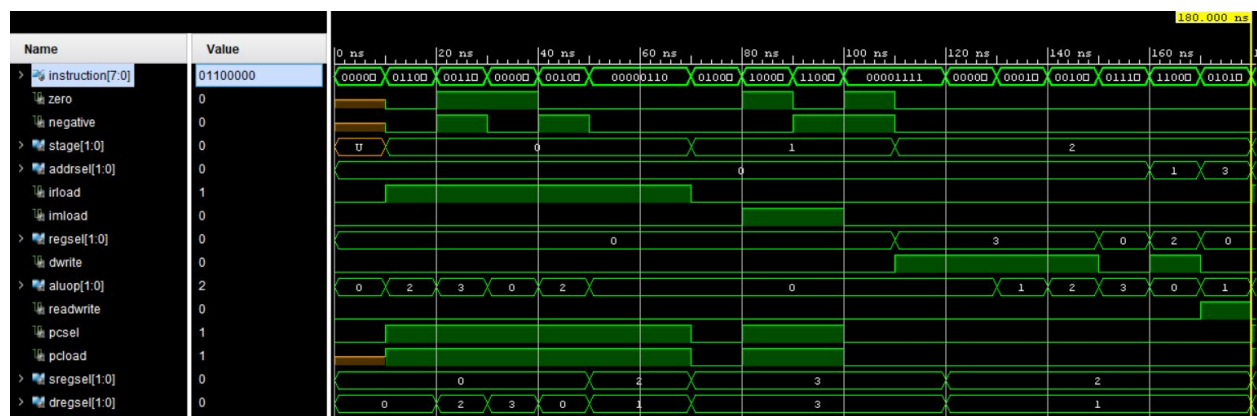 180.000 ns
Name Value
0 ns 20 ns 40 ns 60 ns 80 ns 100 ns 120 ns 140 ns 160 ns
instruction[7:0] 01100000 0000 0110 0011 0000 0010 00000110 0100 1000 1100 00001111 0000 0001 0010 0111 1100 0101
zero 0
negative 0
stage[1:0] 0 U 0 1 2
addrsel[1:0] 0 0 1 3
irload 1
imload 0
regsel[1:0] 0 0 3 0 2 0
dwrite 0
aluop[1:0] 2 0 2 3 0 2 0 1 2 3 0 1
readwrite 0
pcsel 1
pcload 1
sregsel[1:0] 0 0 2 3 2
dregsel[1:0] 0 0 2 3 0 1 3 1